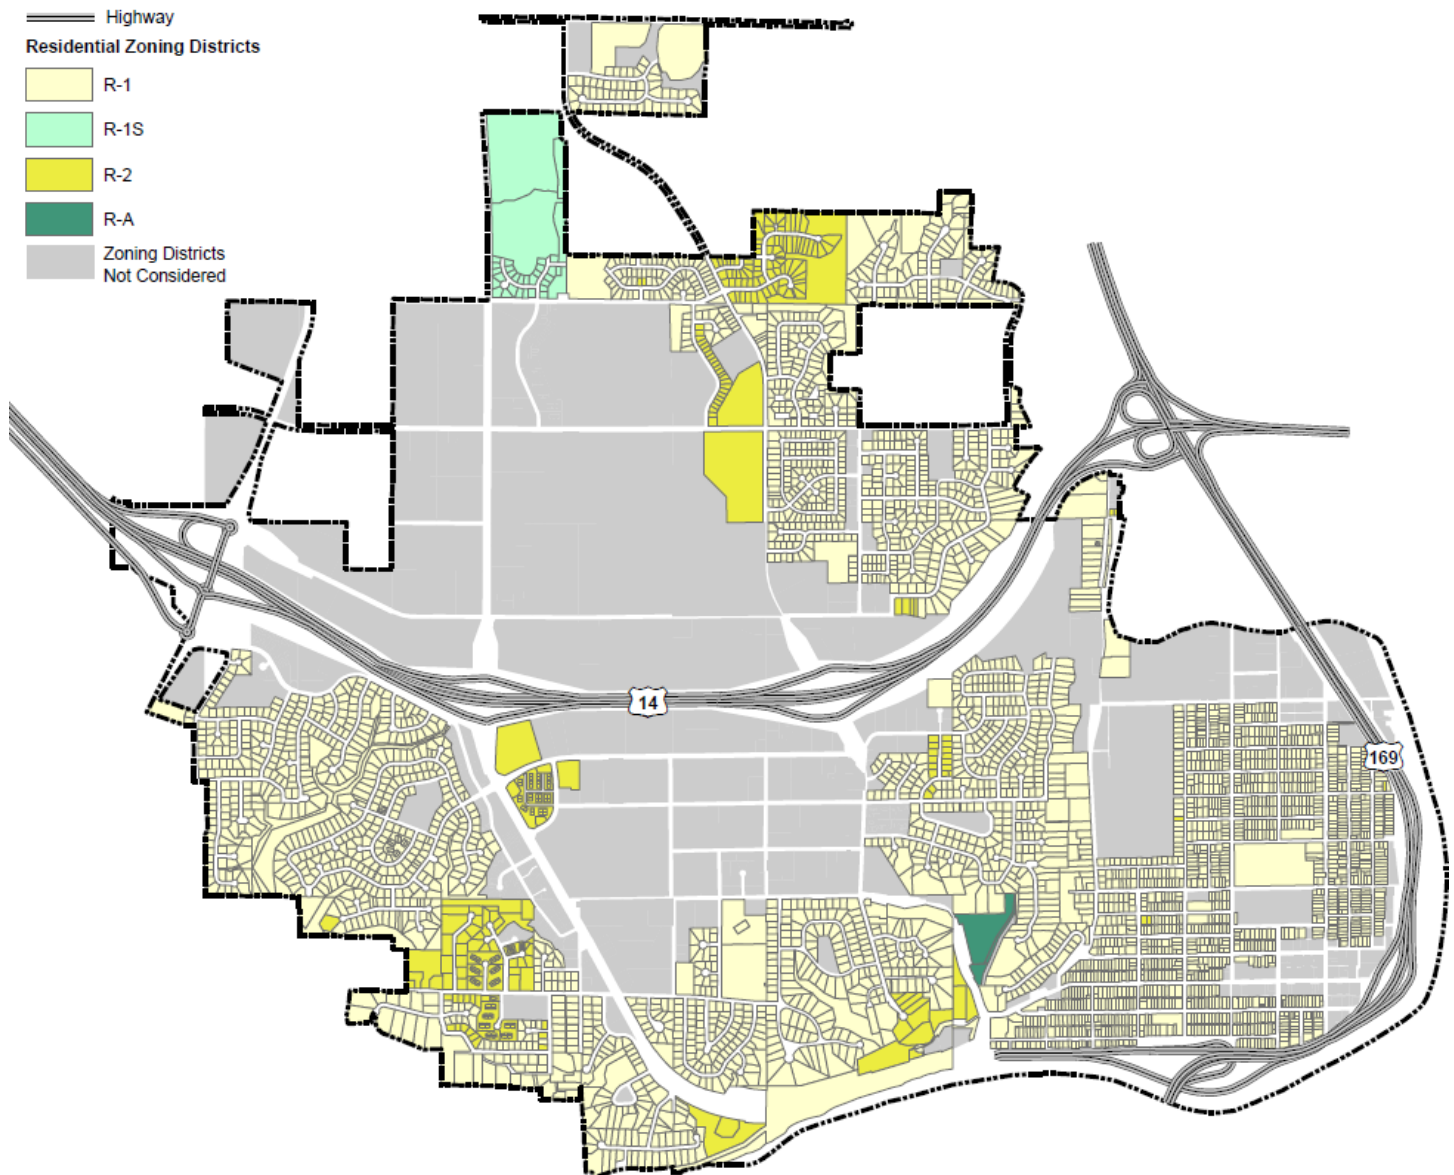 Highway
Residential Zoning Districts
R-1
R-1S
R-2
R-A
Zoning Districts
Not Considered
14
169